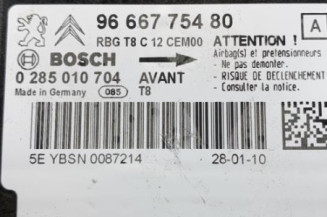 96 667 754 80
A
RBG T8 C 12 CEM00
ATTENTION !
BOSCH
Airbag(s) et pretensionneurs
- Ne pas demonter.
0 285 010 704 AVANT
- RISQUE DE DECLENCHEMENT
Made in Germany 085 T8
- Consulter la notice.
5E YBSN 0087214
28-01-10